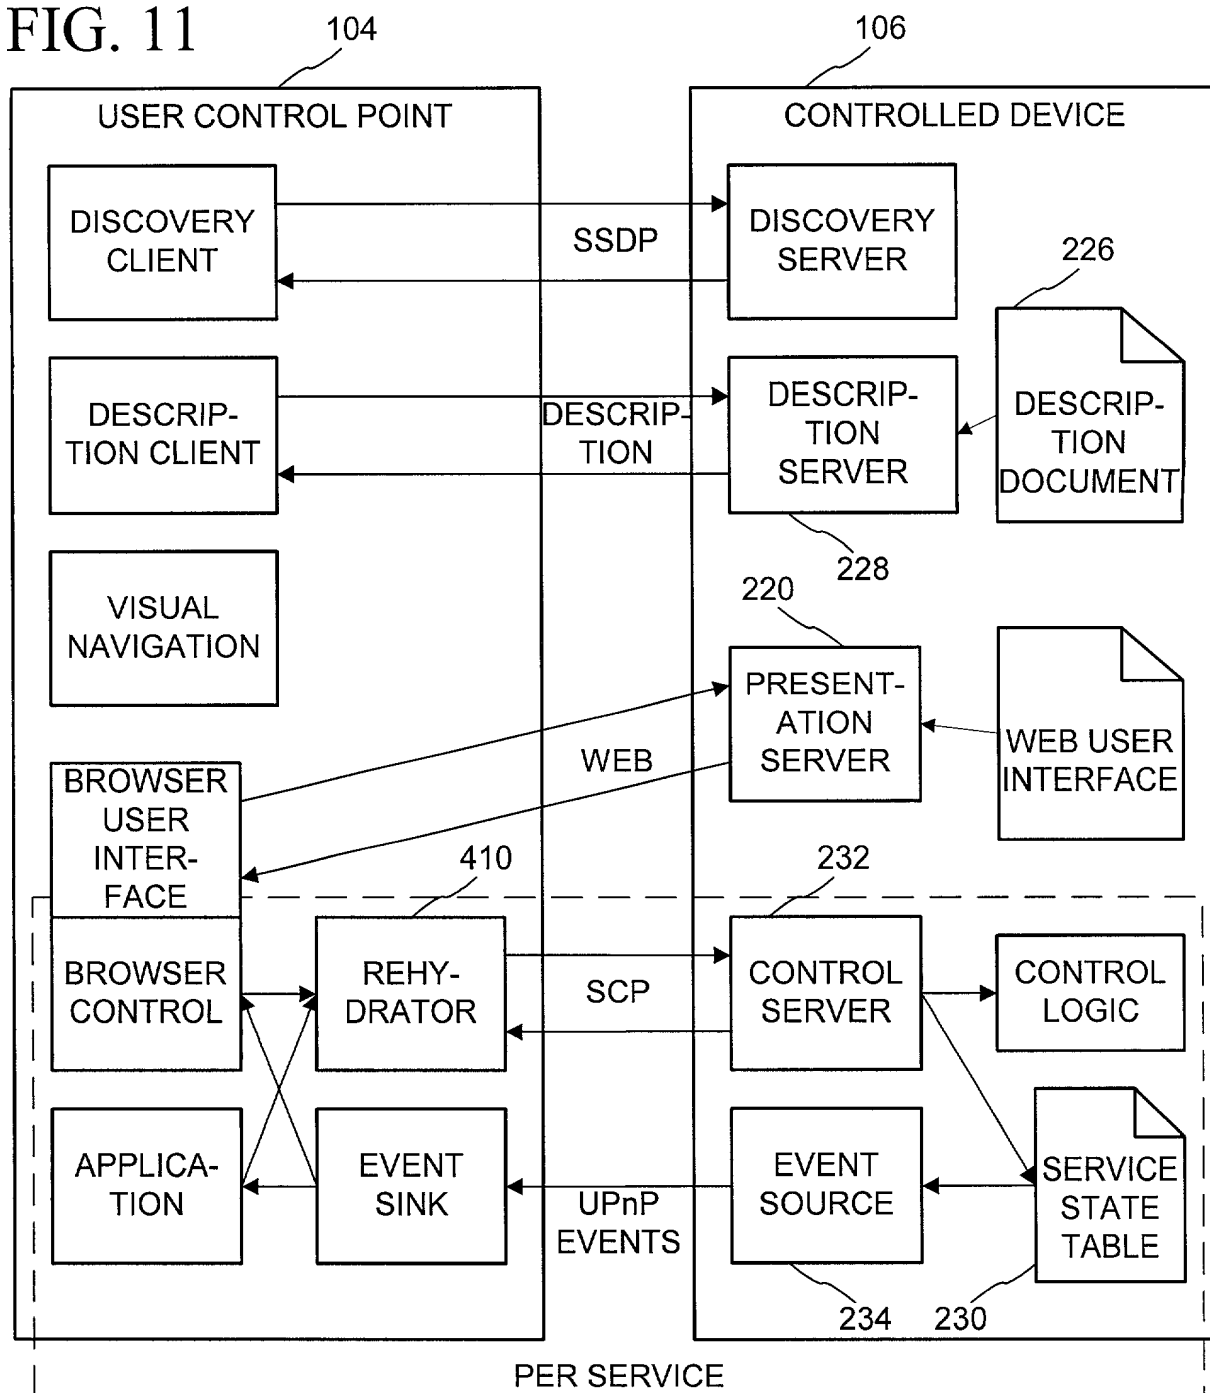 FIG. 11
104
106
USER CONTROL POINT
CONTROLLED DEVICE
DISCOVERY
CLIENT
SSDP
DISCOVERY
SERVER
226
DESCRIP-
TION CLIENT
DESCRIP-
TION
DESCRIP-
TION
SERVER
DESCRIP-
TION
DOCUMENT
228
VISUAL
NAVIGATION
220
PRESENT-
ATION
SERVER
WEB USER
INTERFACE
WEB
BROWSER
USER
INTER-
FACE
410
232
BROWSER
CONTROL
REHY-
DRATOR
SCP
CONTROL
SERVER
CONTROL
LOGIC
APPLICA-
TION
EVENT
SINK
UPnP
EVENTS
EVENT
SOURCE
SERVICE
STATE
TABLE
234
230
PER SERVICE